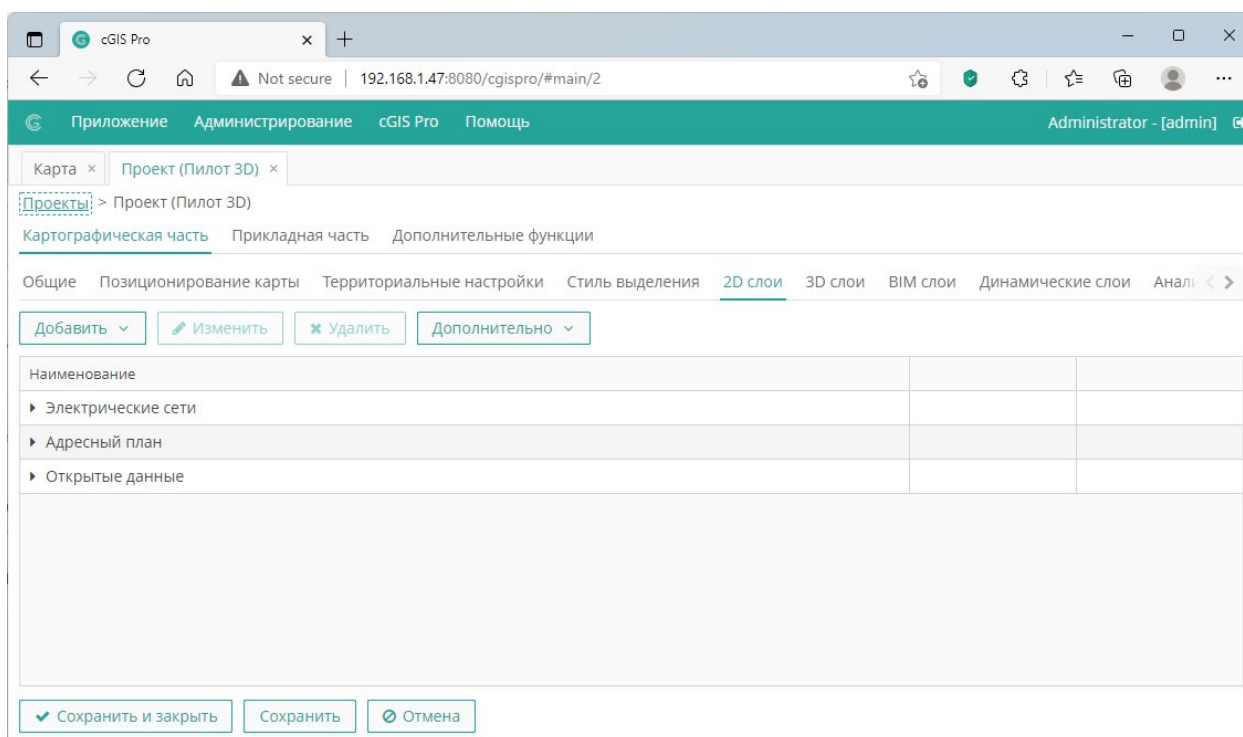 cGIS Pro
Not secure | 192.168.1.47:8080/cgispro/#main/2
Приложение Администрирование cGIS Pro Помощь Administrator - [admin]
Карта × Проект (Пилот 3D) ×
Проекты > Проект (Пилот 3D)
Картографическая часть Прикладная часть Дополнительные функции
Общие Позиционирование карты Территориальные настройки Стиль выделения 2D слои 3D слои BIM слои Динамические слои Анал
Добавить Изменить Удалить Дополнительно
Наименование
Электрические сети
Адресный план
Открытые данные
Сохранить и закрыть Сохранить Отмена